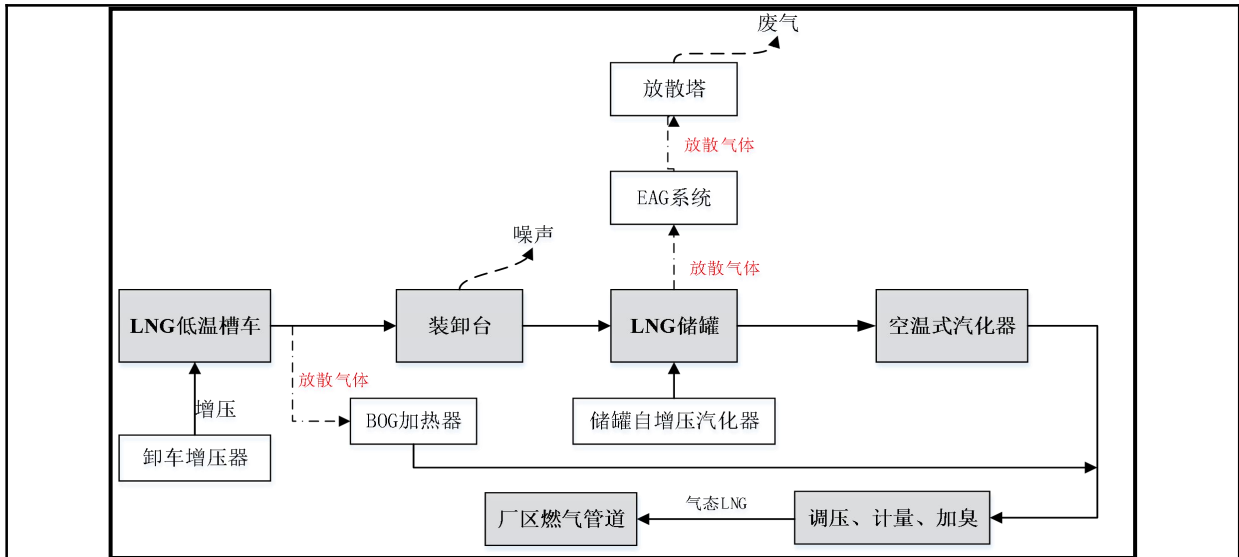 废气
放散塔
放散气体
EAG系统
噪声
放散气体
LNG低温槽车
装卸台
LNG储罐
空温式汽化器
放散气体
增压
BOG加热器
储罐自增压汽化器
卸车增压器
气态LNG
厂区燃气管道
调压、计量、加臭